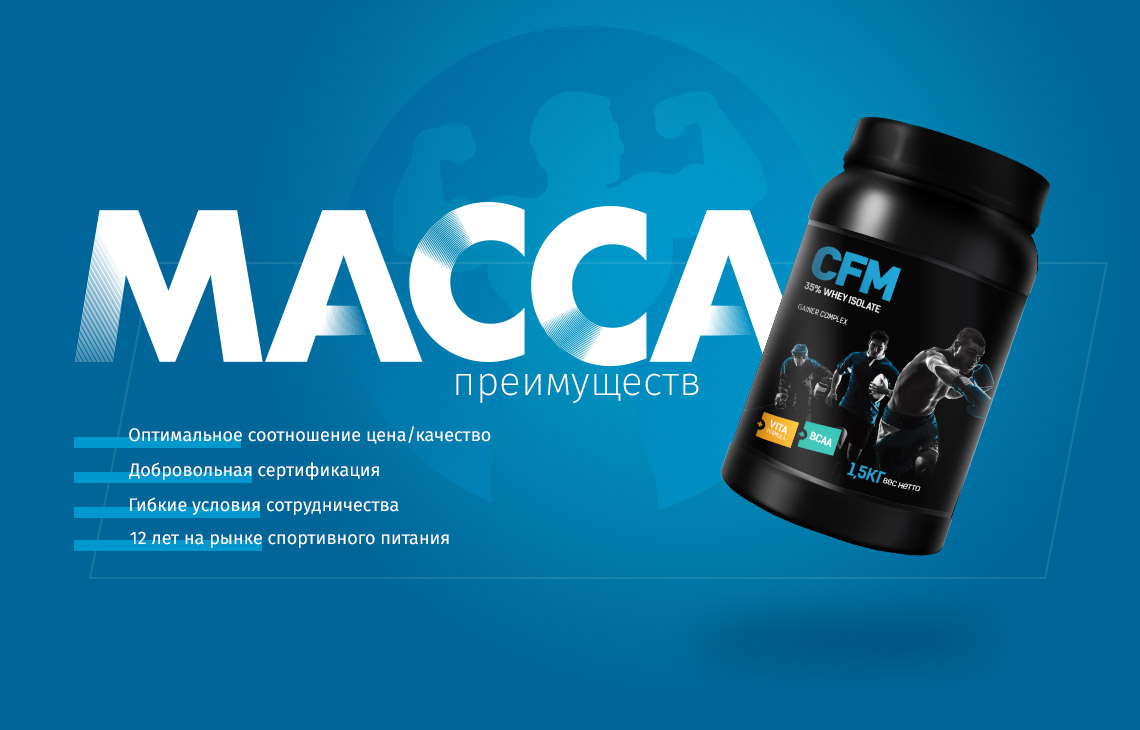 МАССА
преимуществ
Оптимальное соотношение цена/качество
Добровольная сертификация
Гибкие условия сотрудничества
12 лет на рынке спортивного питания
CFM
35% WHEY ISOLATE
GAINER COMPLEX
+ VITA
FORMULA
+ BCAA
1,5КГ вес нетто